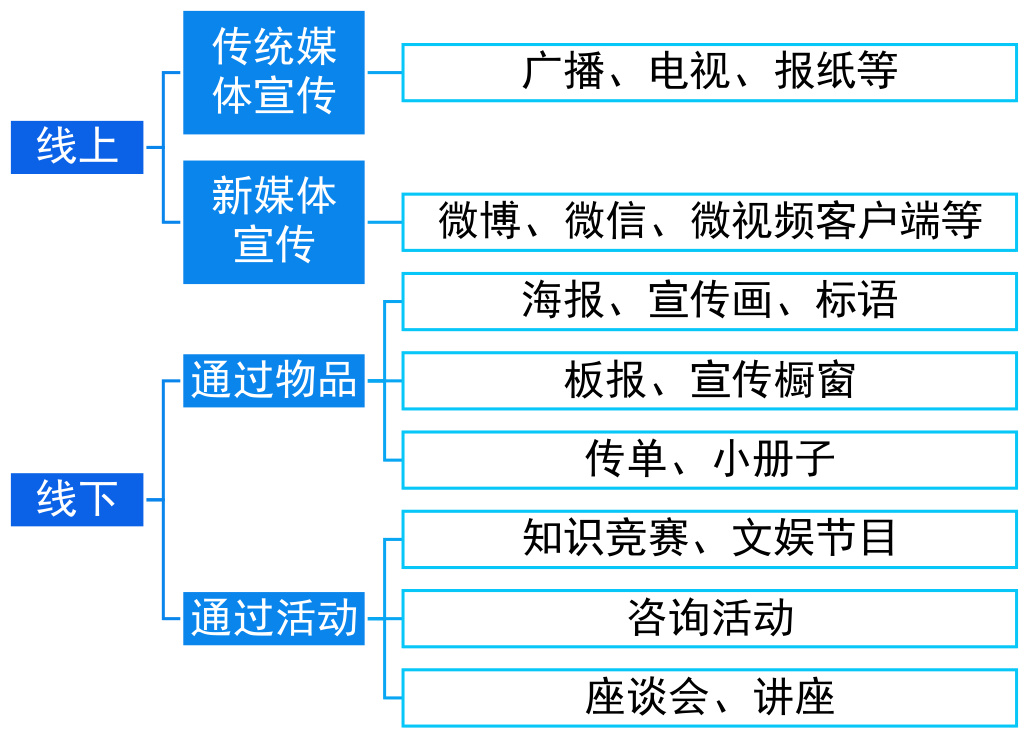 线上
传统媒
体宣传
广播、电视、报纸等
新媒体
宣传
微博、微信、微视频客户端等
线下
通过物品
海报、宣传画、标语
板报、宣传橱窗
传单、小册子
通过活动
知识竞赛、文娱节目
咨询活动
座谈会、讲座